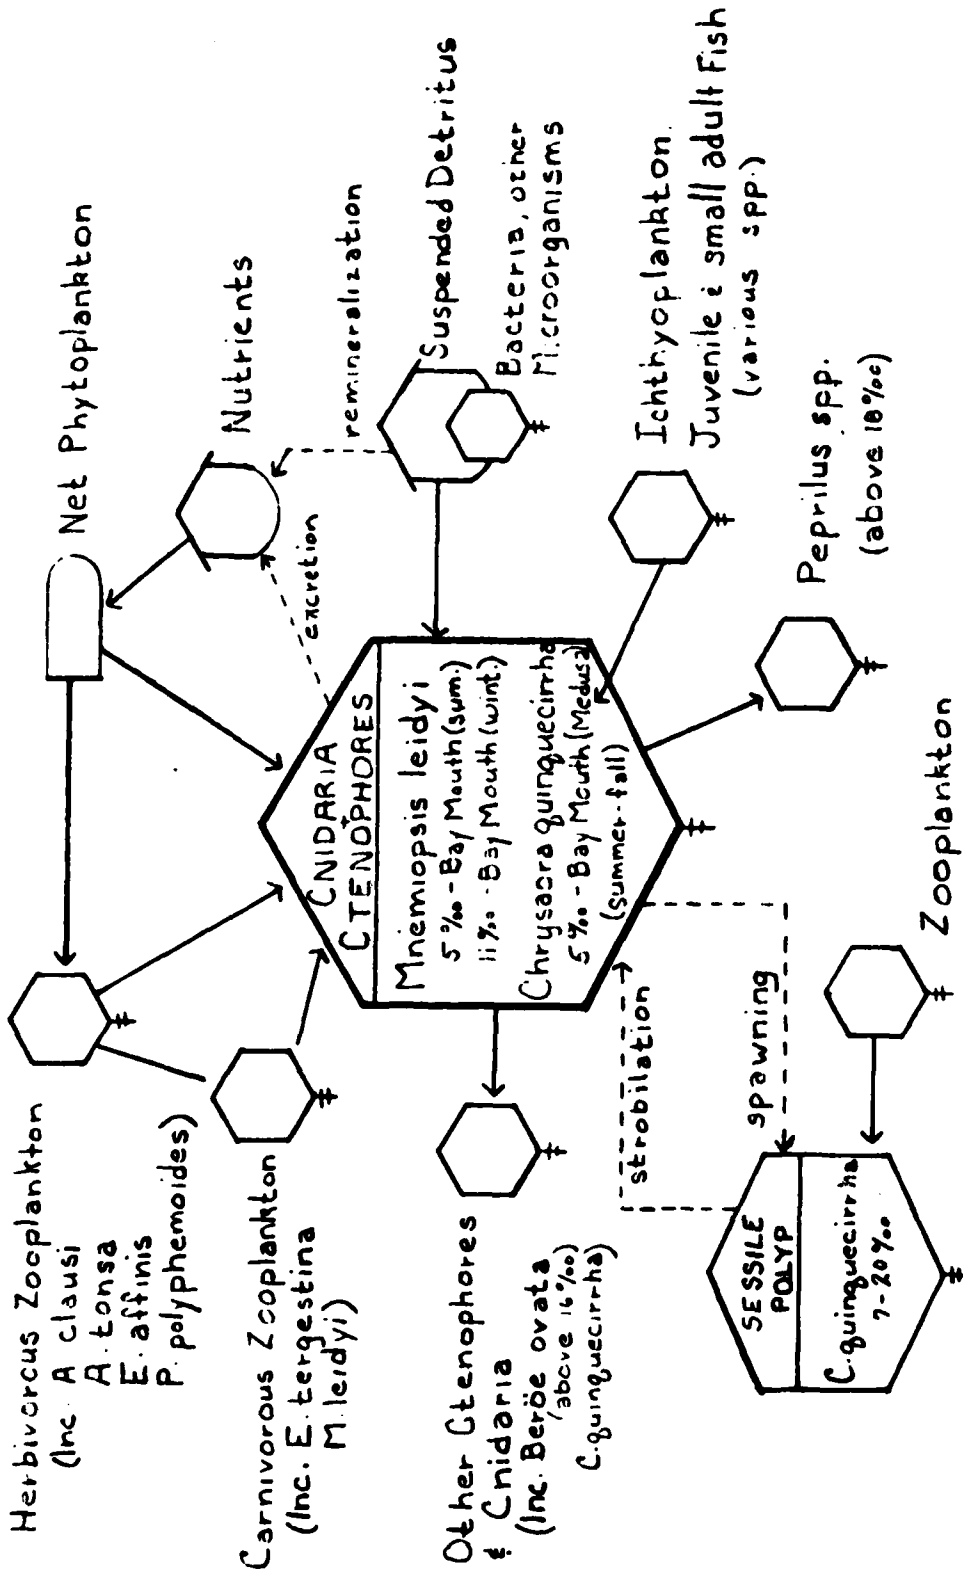 Net Phytoplankton
Nutrients
remineralization
excretion
Suspended Detritus
Bacteria, other
Microorganisms
Ichthyoplankton
Juvenile & small adult Fish
(various spp.)
Peprilus spp.
(above 18‰)
Herbivorous Zooplankton
(Inc. A clausi
A. tonsa
E. affinis
P. polyphemoides)
Carnivorous Zooplankton
(Inc. E. tergestina
M. leidyi)
CNIDARIA
+
CTENOPHORES
Mnemiopsis leidyi
5‰-Bay Mouth (sum.)
11‰-Bay Mouth (wint.)
Chrysaora quinquecirrha
5‰-Bay Mouth (Medusa)
(summer-fall)
Other Ctenophores
& Cnidaria
(Inc. Beröe ovata
(above 16‰)
C. quinquecirrha)
strobilation
spawning
SESSILE
POLYP
C. quinquecirrha
7-20‰
Zooplankton